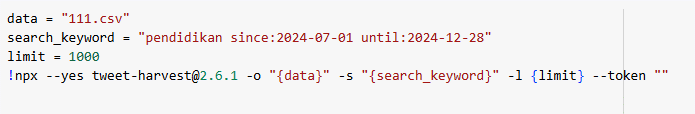 data = "111.csv"
search_keyword = "pendidikan since:2024-07-01 until:2024-12-28"
limit = 1000
!npx --yes tweet-harvest@2.6.1 -o "{data}" -s "{search_keyword}" -l {limit} --token ""